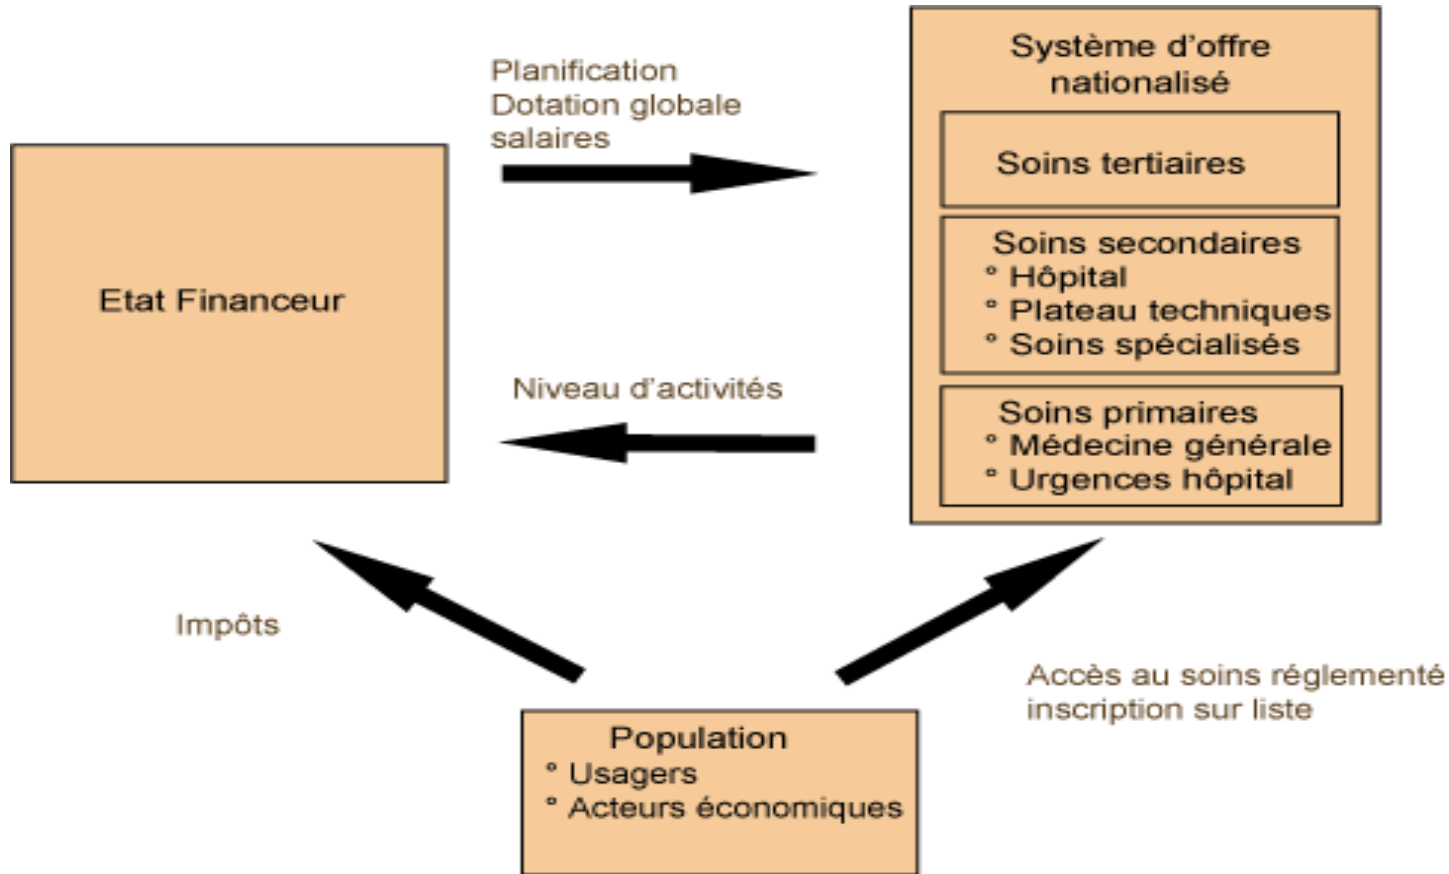 Planification
Dotation globale
salaires
Etat Financeur
Niveau d'activités
Système d'offre
nationalisé
Soins tertiaires
Soins secondaires
° Hôpital
° Plateau techniques
° Soins spécialisés
Soins primaires
° Médecine générale
° Urgences hôpital
Impôts
Accès au soins réglementé
inscription sur liste
Population
° Usagers
° Acteurs économiques